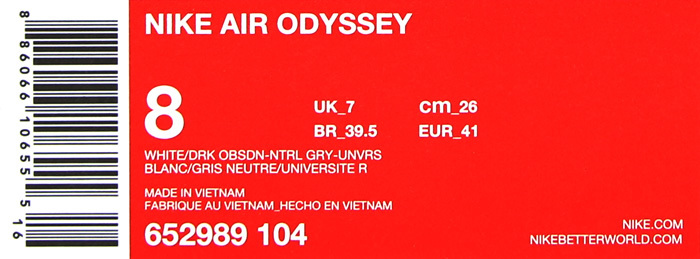 8 86066 10655 5 16
NIKE AIR ODYSSEY
8
UK_7 cm_26
BR_39.5 EUR_41
WHITE/DRK OBSDN-NTRL GRY-UNVRS
BLANC/GRIS NEUTRE/UNIVERSITE R
MADE IN VIETNAM
FABRIQUE AU VIETNAM_HECHO EN VIETNAM
652989 104
NIKE.COM
NIKEBETTERWORLD.COM